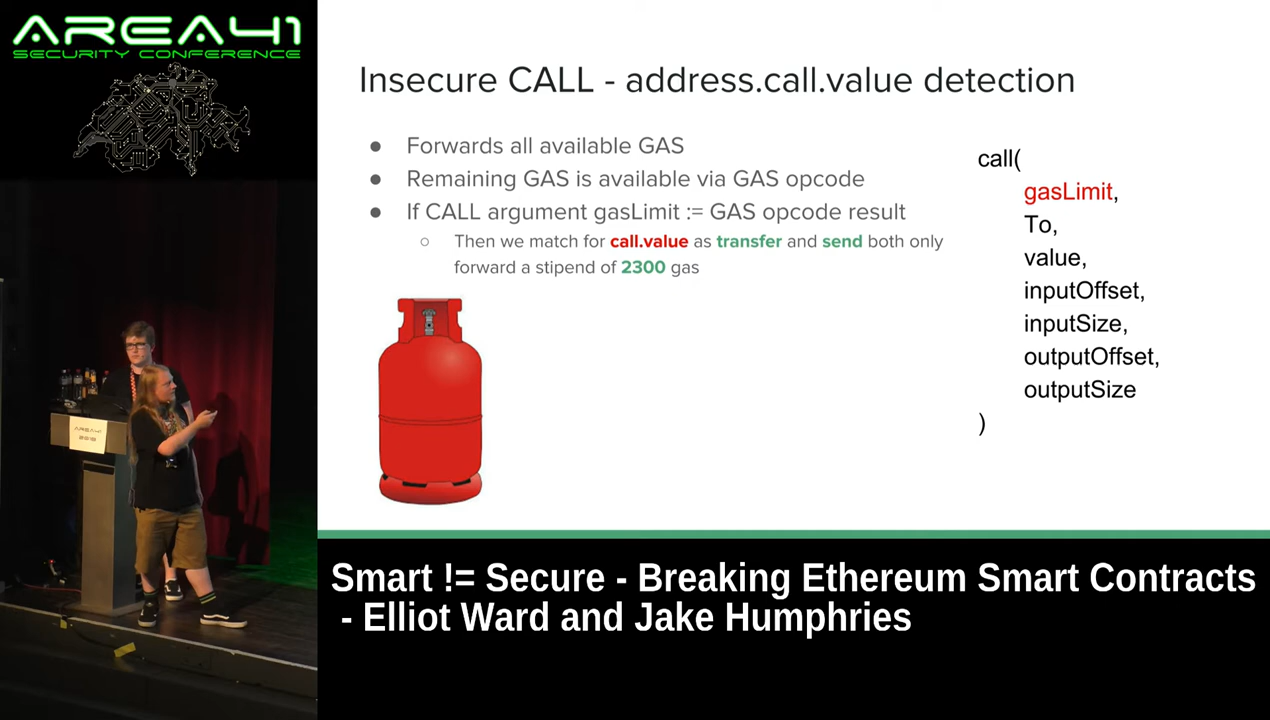 AREA41
SECURITY CONFERENCE
Insecure CALL - address.call.value detection
● Forwards all available GAS
● Remaining GAS is available via GAS opcode
● If CALL argument gasLimit := GAS opcode result
○ Then we match for call.value as transfer and send both only
forward a stipend of 2300 gas
call(
gasLimit,
To,
value,
inputOffset,
inputSize,
outputOffset,
outputSize
)
AREA41
Smart != Secure - Breaking Ethereum Smart Contracts
- Elliot Ward and Jake Humphries